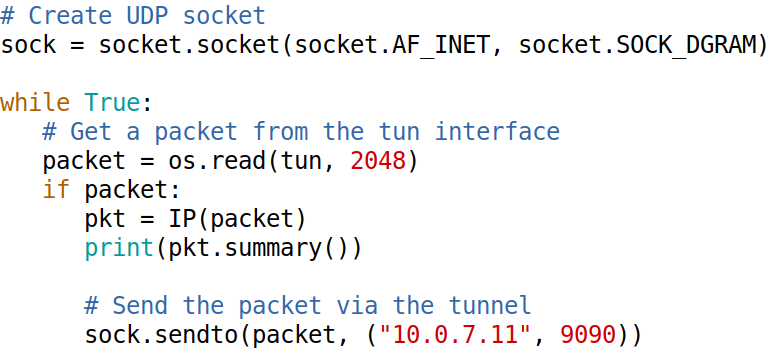 # Create UDP socket
sock = socket.socket(socket.AF_INET, socket.SOCK_DGRAM)

while True:
   # Get a packet from the tun interface
   packet = os.read(tun, 2048)
   if packet:
      pkt = IP(packet)
      print(pkt.summary())

      # Send the packet via the tunnel
      sock.sendto(packet, ("10.0.7.11", 9090))